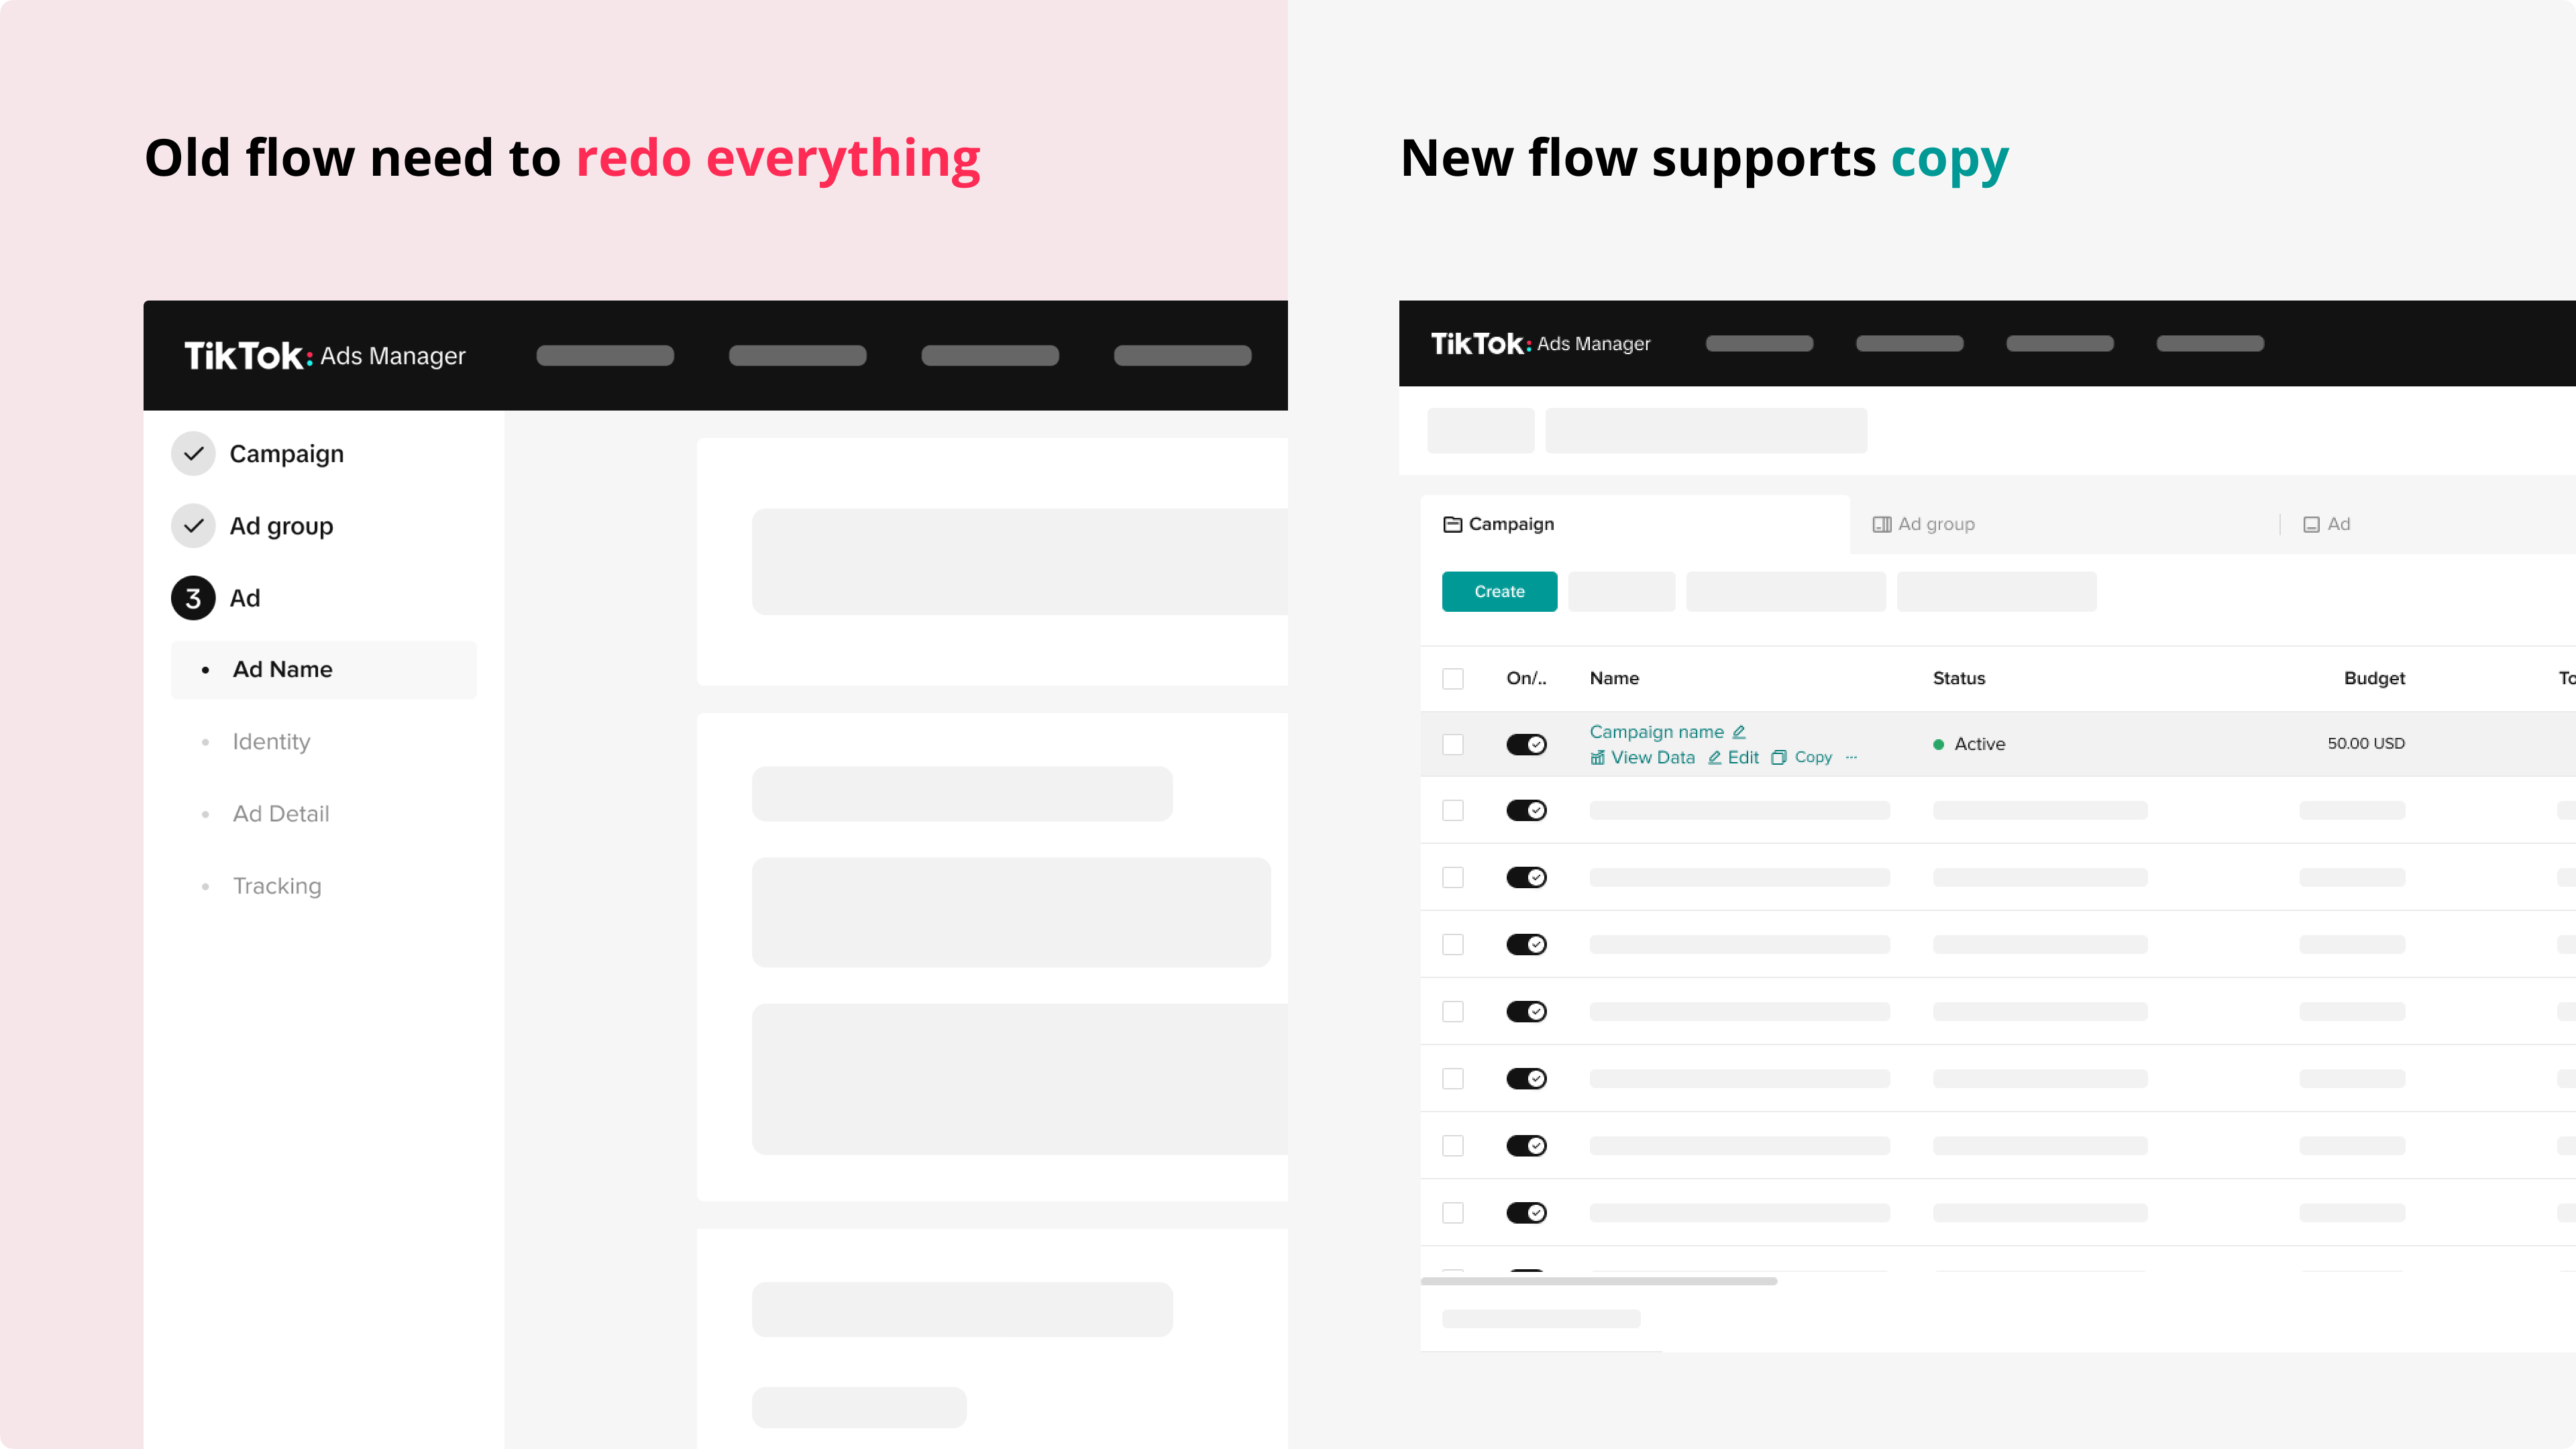 Old flow need to redo everything
TikTok: Ads Manager
Campaign
Ad group
3 Ad
• Ad Name
• Identity
• Ad Detail
• Tracking
New flow supports copy
TikTok: Ads Manager
Campaign
Ad group
Ad
Create
On/..
Name
Status
Budget
To
Campaign name
View Data Edit Copy ...
Active
50.00 USD